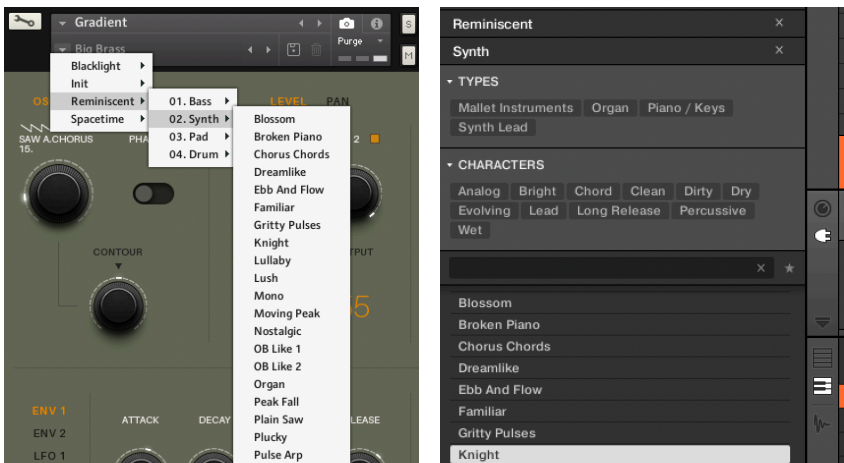 Gradient
S
Big Brass
Purge
M
Blacklight
Init
Reminiscent
Spacetime
01. Bass
02. Synth
03. Pad
04. Drum
LEVEL PAN
SAW A.CHORUS
15.
2
CONTOUR
ENV 1
ENV 2
LFO 1
ATTACK
DECAY
Blossom
Broken Piano
Chorus Chords
Dreamlike
Ebb And Flow
Familiar
Gritty Pulses
Knight
Lullaby
Lush
Mono
Moving Peak
Nostalgic
OB Like 1
OB Like 2
Organ
Peak Fall
Plain Saw
Plucky
Pulse Arp
Reminiscent
Synth
TYPES
Mallet Instruments Organ Piano / Keys
Synth Lead
CHARACTERS
Analog Bright Chord Clean Dirty Dry
Evolving Lead Long Release Percussive
Wet
Blossom
Broken Piano
Chorus Chords
Dreamlike
Ebb And Flow
Familiar
Gritty Pulses
Knight